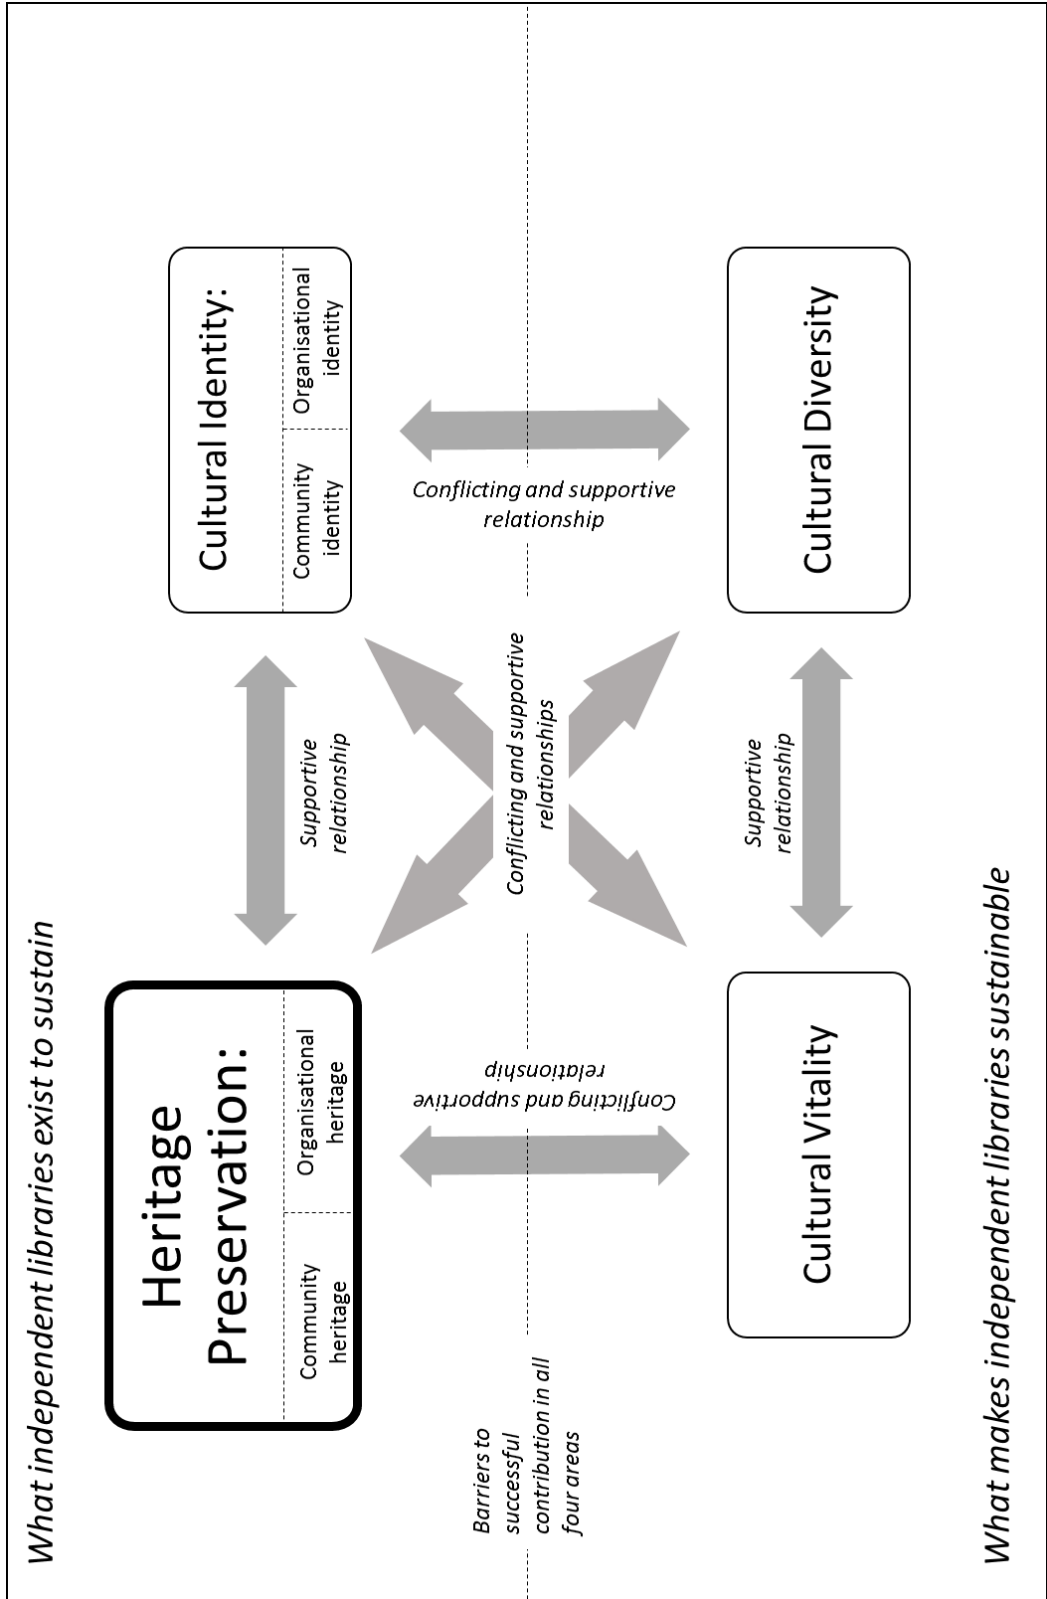 What independent libraries exist to sustain
Heritage
Preservation:
Community
heritage
Organisational
heritage
Supportive
relationship
Cultural Identity:
Community
identity
Organisational
identity
Barriers to
successful
contribution in all
four areas
Conflicting and supportive
relationship
Conflicting and supportive
relationships
Conflicting and supportive
relationship
Cultural Vitality
Supportive
relationship
Cultural Diversity
What makes independent libraries sustainable